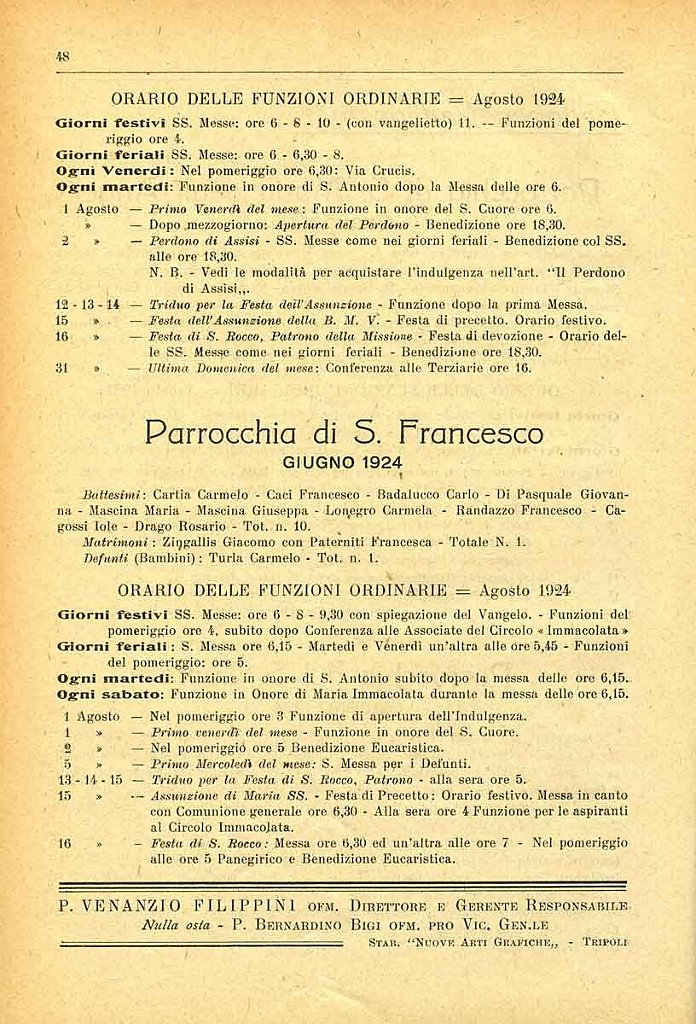 48
ORARIO DELLE FUNZIONI ORDINARIE = Agosto 1924
Giorni festivi SS. Messe: ore 6 - 8 - 10 - (con vangelietto) 11. -- Funzioni del pome-
riggio ore 4.
Giorni feriali SS. Messe: ore 6 - 6,30 - 8.
Ogni Venerdi: Nel pomeriggio ore 6,30: Via Crucis.
Ogni martedi: Funzione in onore di S. Antonio dopo la Messa delle ore 6.
1 Agosto — Primo Venerdì del mese: Funzione in onore del S. Cuore ore 6.
» — Dopo mezzogiorno: Apertura del Perdono - Benedizione ore 18,30.
2 » — Perdono di Assisi - SS. Messe come nei giorni feriali - Benedizione col SS.
alle ore 18,30.
N. B. - Vedi le modalità per acquistare l'indulgenza nell'art. "Il Perdono
di Assisi,,.
12 - 13 - 14 — Triduo per la Festa dell'Assunzione - Funzione dopo la prima Messa.
15 » — Festa dell'Assunzione della B. M. V. - Festa di precetto. Orario festivo.
16 » — Festa di S. Rocco, Patrono della Missione - Festa di devozione - Orario del-
le SS. Messe come nei giorni feriali - Benedizione ore 18,30.
31 » — Ultima Domenica del mese: Conferenza alle Terziarie ore 16.
Parrocchia di S. Francesco
GIUGNO 1924
Battesimi: Cartia Carmelo - Caci Francesco - Badalucco Carlo - Di Pasquale Giovan-
na - Mascina Maria - Mascina Giuseppa - Lonegro Carmela - Randazzo Francesco - Ca-
gossi Iole - Drago Rosario - Tot. n. 10.
Matrimoni: Zingallis Giacomo con Paterniti Francesca - Totale N. 1.
Defunti (Bambini): Turla Carmelo - Tot. n. 1.
ORARIO DELLE FUNZIONI ORDINARIE = Agosto 1924
Giorni festivi SS. Messe: ore 6 - 8 - 9,30 con spiegazione del Vangelo. - Funzioni del
pomeriggio ore 4, subito dopo Conferenza alle Associate del Circolo «Immacolata»
Giorni feriali: S. Messa ore 6,15 - Martedì e Vénerdì un'altra alle ore 5,45 - Funzioni
del pomeriggio: ore 5.
Ogni martedi: Funzione in onore di S. Antonio subito dopo la messa delle ore 6,15.
Ogni sabato: Funzione in Onore di Maria Immacolata durante la messa delle ore 6,15.
1 Agosto — Nel pomeriggio ore 3 Funzione di apertura dell'Indulgenza.
1 » — Primo venerdì del mese - Funzione in onore del S. Cuore.
2 » — Nel pomeriggio ore 5 Benedizione Eucaristica.
5 » — Primo Mercoledì del mese: S. Messa per i Defunti.
13 - 14 - 15 — Triduo per la Festa di S. Rocco, Patrono - alla sera ore 5.
15 » -- Assunzione di Maria SS. - Festa di Precetto: Orario festivo. Messa in canto
con Comunione generale ore 6,30 - Alla sera ore 4 Funzione per le aspiranti
al Circolo Immacolata.
16 » – Festa di S. Rocco: Messa ore 6,30 ed un'altra alle ore 7 - Nel pomeriggio
alle ore 5 Panegirico e Benedizione Eucaristica.
P. VENANZIO FILIPPINI OFM. DIRETTORE E GERENTE RESPONSABILE
Nulla osta - P. BERNARDINO BIGI OFM. PRO VIC. GEN.LE
STAB. "NUOVE ARTI GRAFICHE,, - TRIPOLI